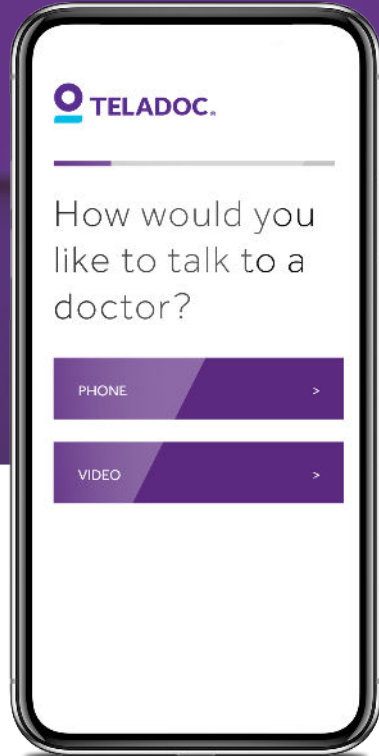 TELADOC®
How would you
like to talk to a
doctor?
PHONE >
VIDEO >